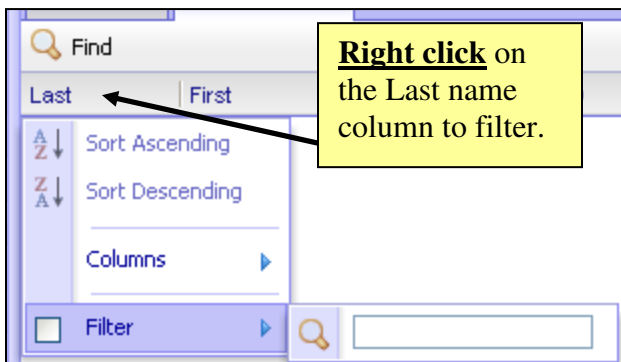 Find
Right click on
the Last name
column to filter.
Last First
Sort Ascending
Sort Descending
Columns
Filter